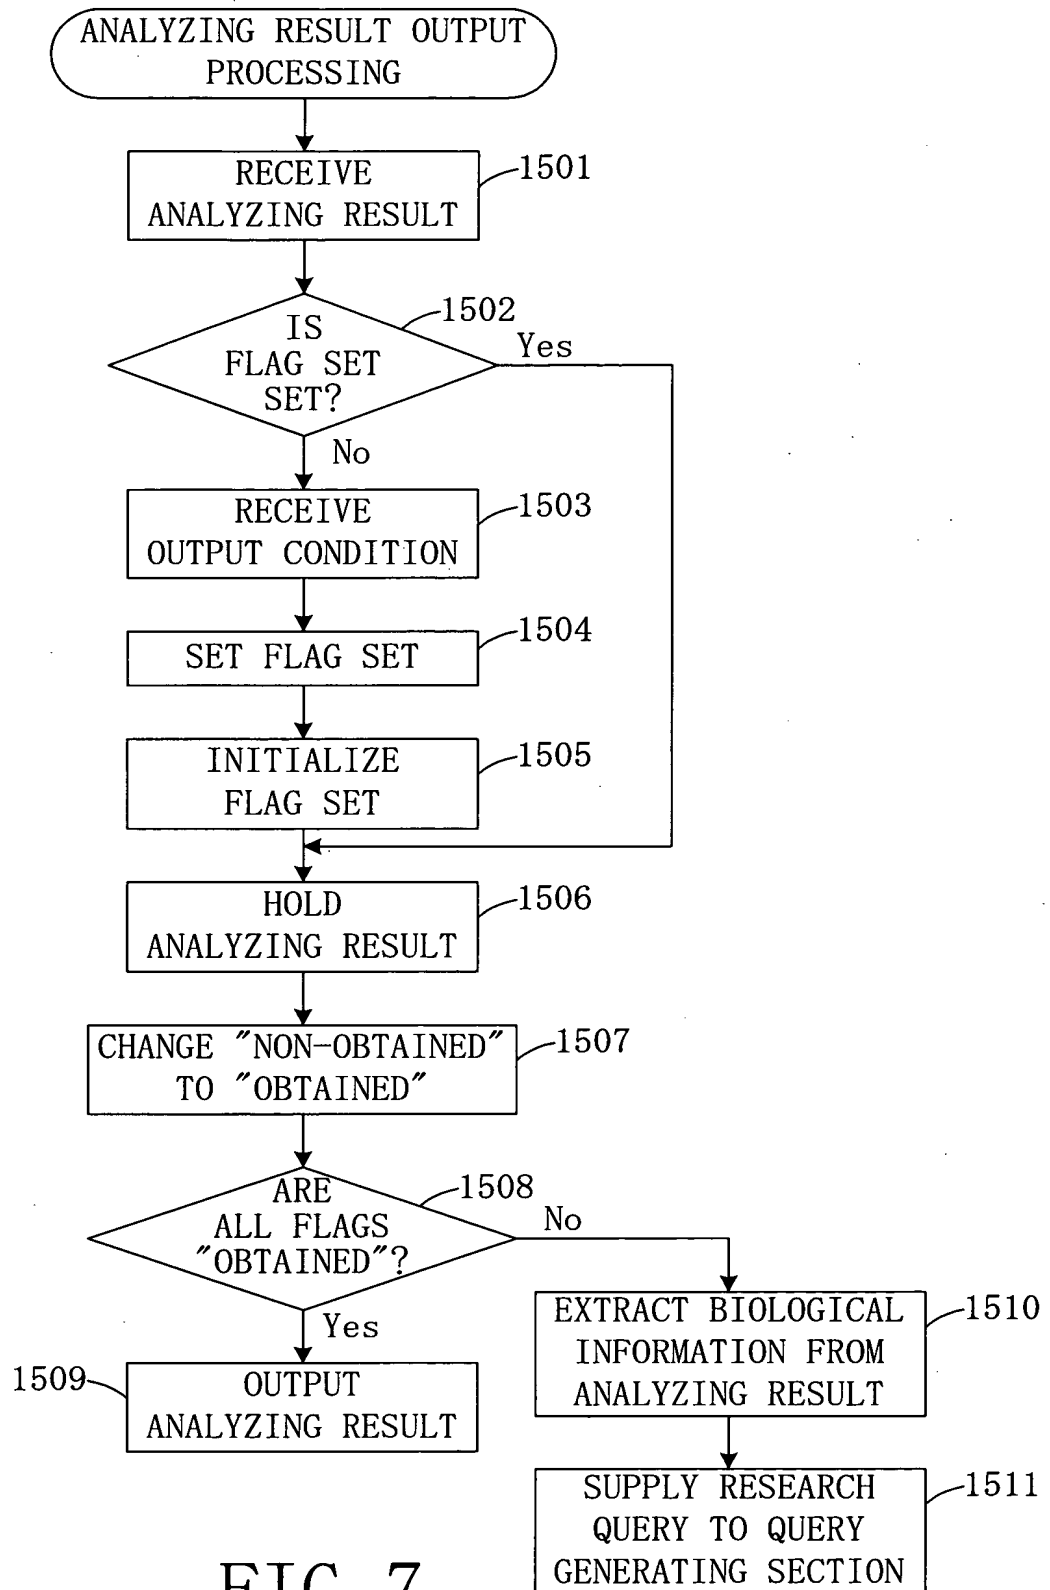 ANALYZING RESULT OUTPUT
PROCESSING
RECEIVE
ANALYZING RESULT
1501
IS
FLAG SET
SET?
1502
Yes
No
RECEIVE
OUTPUT CONDITION
1503
SET FLAG SET
1504
INITIALIZE
FLAG SET
1505
HOLD
ANALYZING RESULT
1506
CHANGE "NON-OBTAINED"
TO "OBTAINED"
1507
ARE
ALL FLAGS
"OBTAINED"?
1508
No
Yes
1509
OUTPUT
ANALYZING RESULT
EXTRACT BIOLOGICAL
INFORMATION FROM
ANALYZING RESULT
1510
SUPPLY RESEARCH
QUERY TO QUERY
GENERATING SECTION
1511
FIG.7